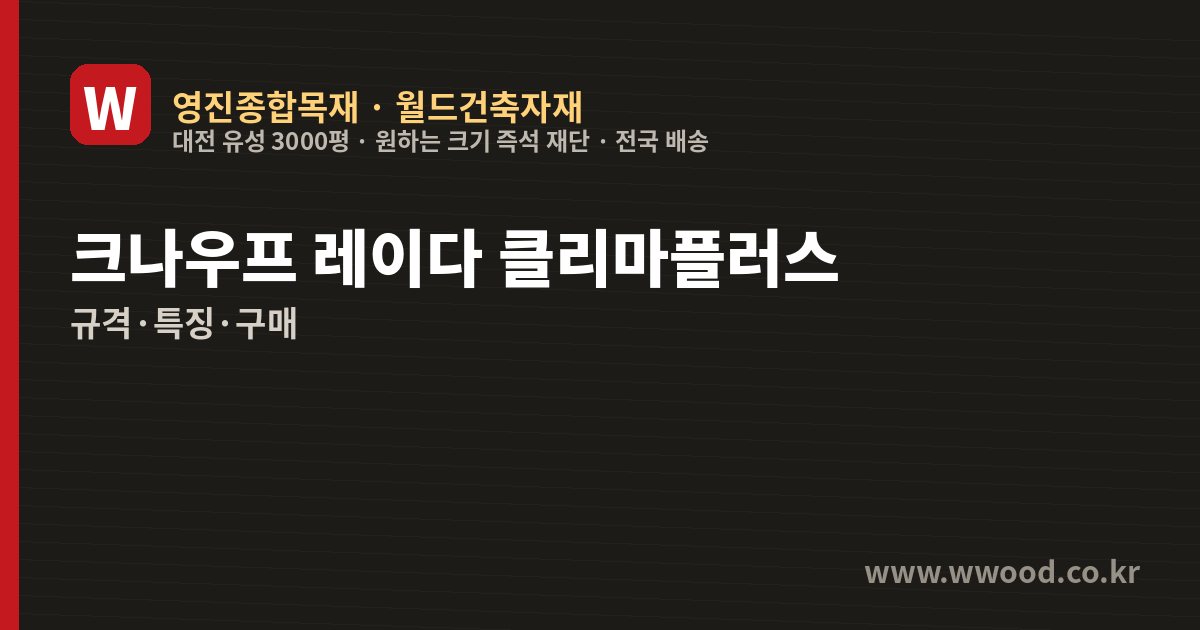 W
영진종합목재 · 월드건축자재
대전 유성 3000평 · 원하는 크기 즉석 재단 · 전국 배송
크나우프 레이다 클리마플러스
규격·특징·구매
www.wwood.co.kr